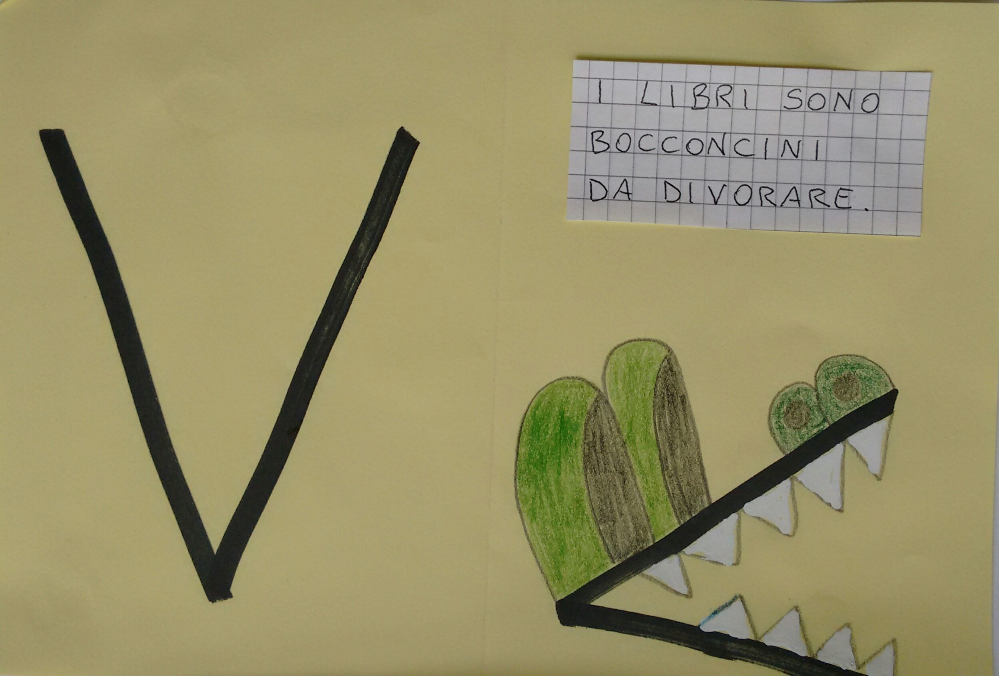 V
I LIBRI SONO
BOCCONCINI
DA DIVORARE.